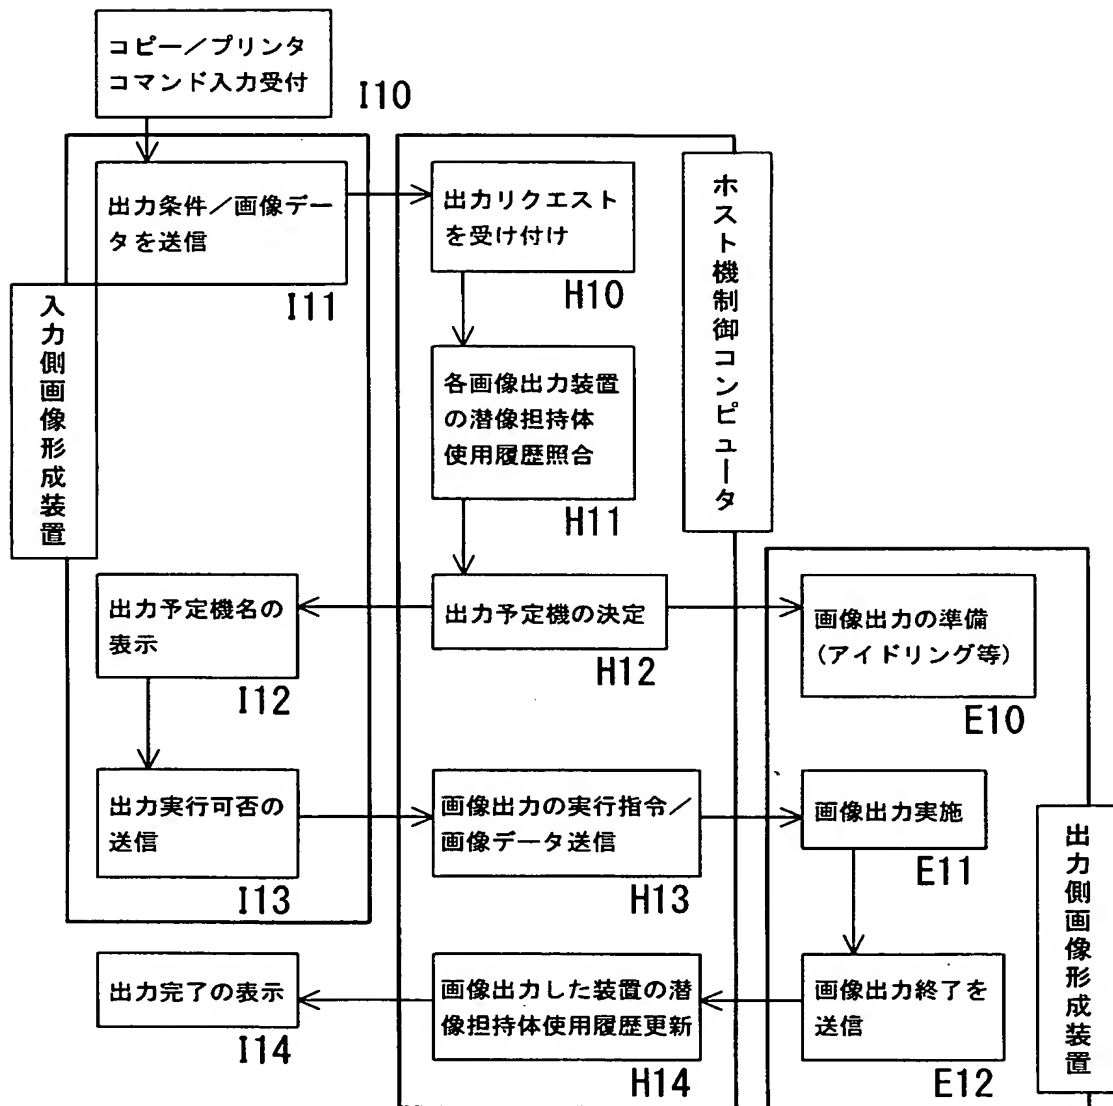 コピー／プリンタ
コマンド入力受付
I10
出力条件／画像デー
タを送信
I11
入力側画像形成装置
出力リクエスト
を受け付け
H10
ホスト機制御コンピュータ
各画像出力装置
の潜像担持体
使用履歴照合
H11
出力予定機名の
表示
I12
出力予定機の決定
H12
画像出力の準備
(アイドリング等)
E10
出力実行可否の
送信
I13
画像出力の実行指令／
画像データ送信
H13
画像出力実施
E11
出力側画像形成装置
出力完了の表示
I14
画像出力した装置の潜
像担持体使用履歴更新
H14
画像出力終了を
送信
E12